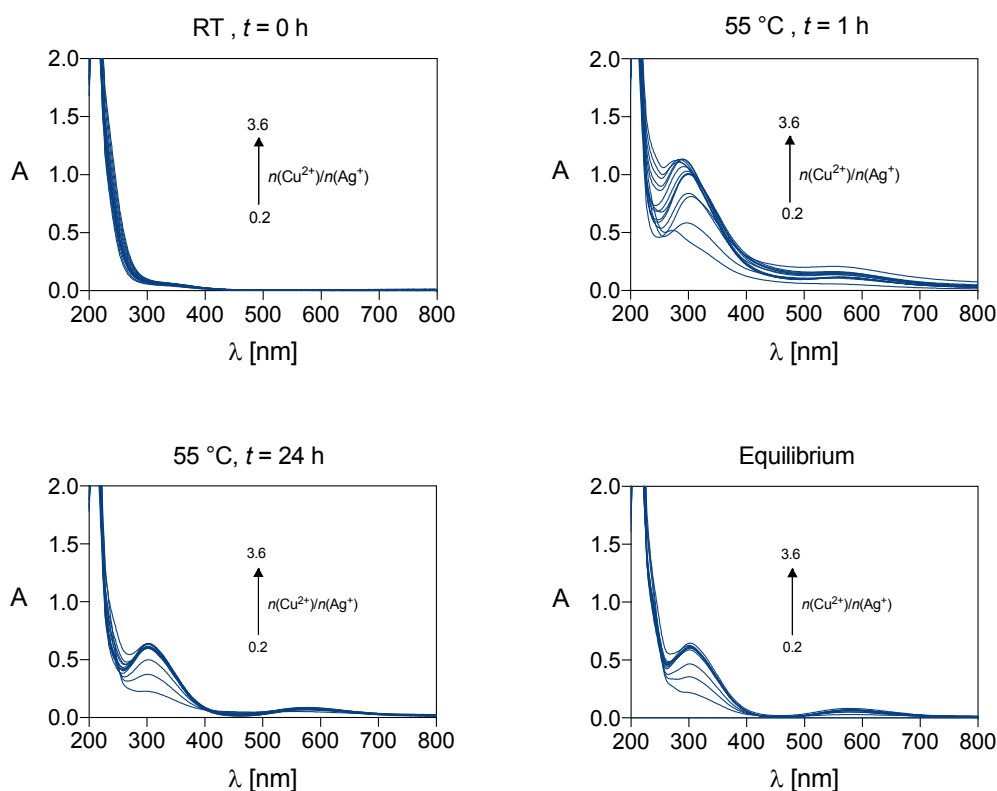 RT , t = 0 h
2.0
1.5
1.0
0.5
0.0
A
3.6
n(Cu²⁺)/n(Ag⁺)
0.2
200 300 400 500 600 700 800
λ [nm]
55 °C , t = 1 h
2.0
1.5
1.0
0.5
0.0
A
3.6
n(Cu²⁺)/n(Ag⁺)
0.2
200 300 400 500 600 700 800
λ [nm]
55 °C, t = 24 h
2.0
1.5
1.0
0.5
0.0
A
3.6
n(Cu²⁺)/n(Ag⁺)
0.2
200 300 400 500 600 700 800
λ [nm]
Equilibrium
2.0
1.5
1.0
0.5
0.0
A
3.6
n(Cu²⁺)/n(Ag⁺)
0.2
200 300 400 500 600 700 800
λ [nm]